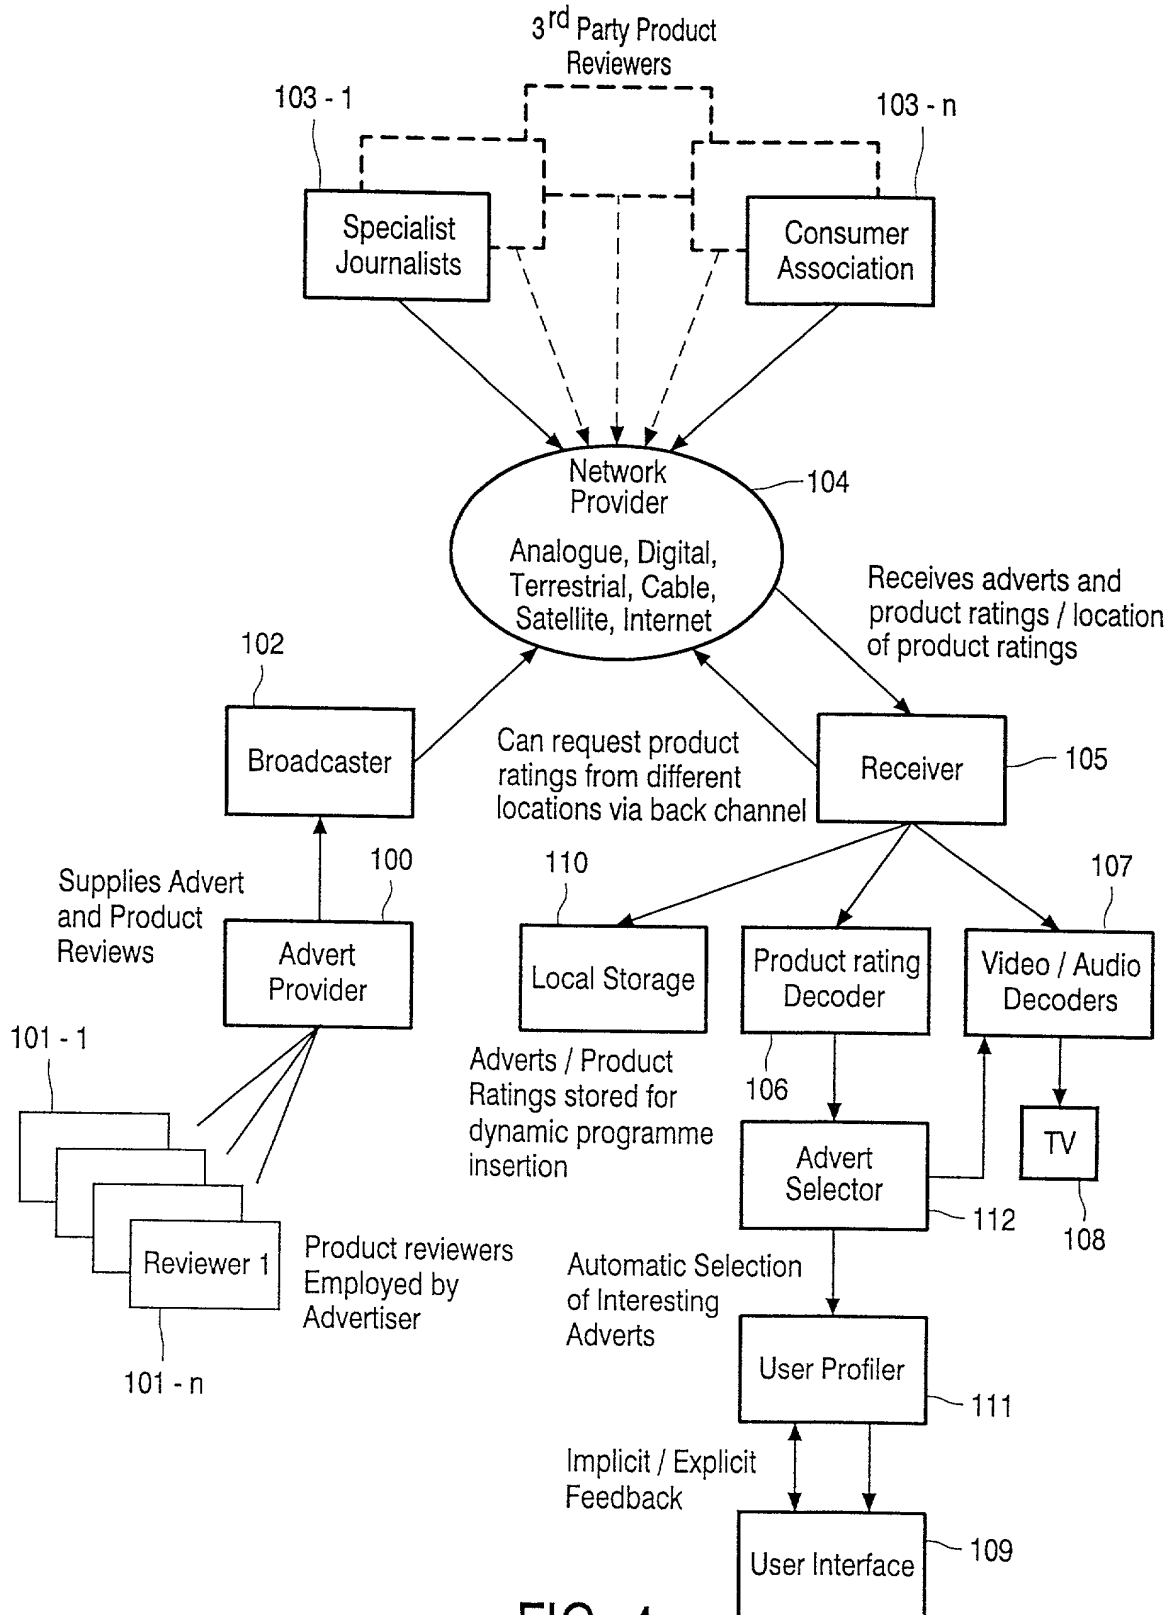 3rd Party Product
Reviewers
103 - 1
103 - n
Specialist
Journalists
Consumer
Association
Network
Provider
104
Analogue, Digital,
Terrestrial, Cable,
Satellite, Internet
Receives adverts and
product ratings / location
of product ratings
102
Broadcaster
Can request product
ratings from different
locations via back channel
Receiver
105
Supplies Advert
and Product
Reviews
100
Advert
Provider
110
Local Storage
Product rating
Decoder
107
Video / Audio
Decoders
101 - 1
Adverts / Product
Ratings stored for
dynamic programme
insertion
106
Advert
Selector
112
TV
108
Reviewer 1
101 - n
Product reviewers
Employed by
Advertiser
Automatic Selection
of Interesting
Adverts
User Profiler
111
Implicit / Explicit
Feedback
User Interface
109